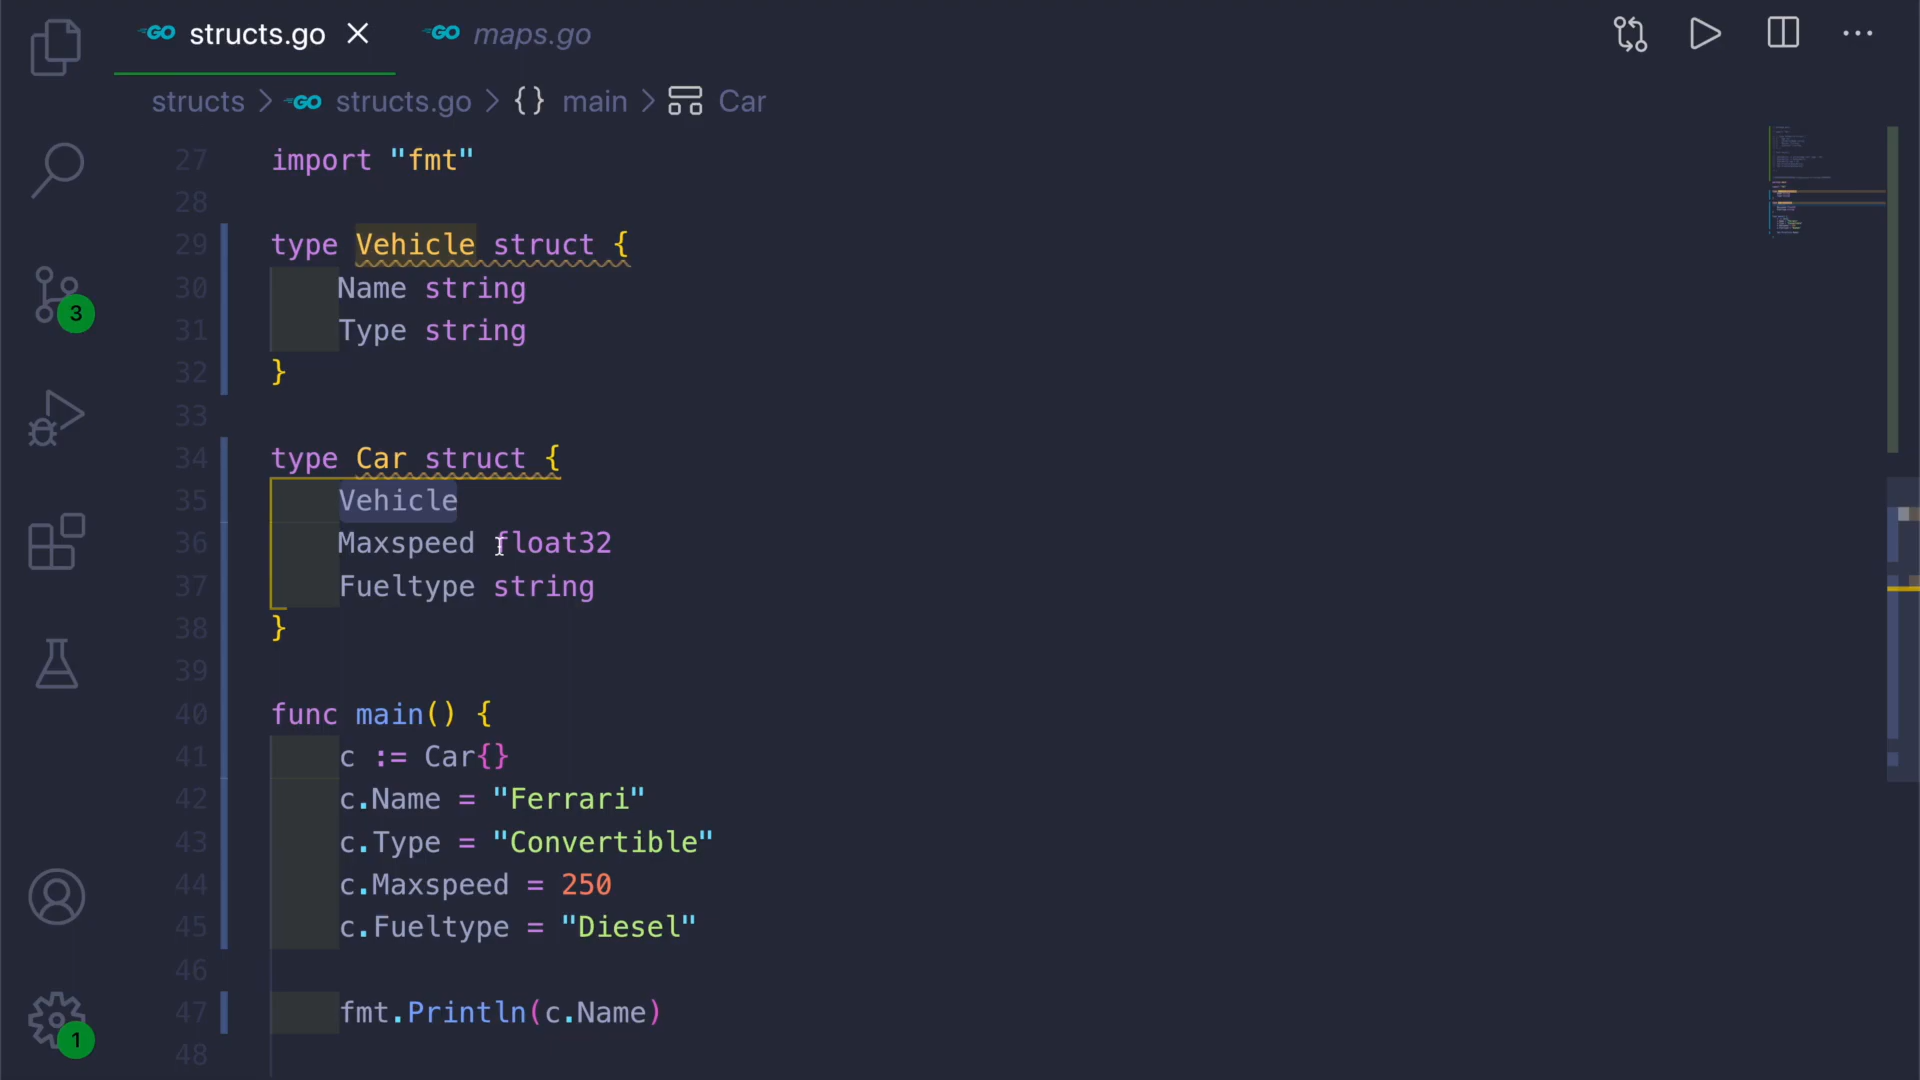 GO structs.go GO maps.go
structs > GO structs.go > {} main > Car
27 import "fmt"
28
29 type Vehicle struct {
30 Name string
31 Type string
32 }
33
34 type Car struct {
35 Vehicle
36 Maxspeed float32
37 Fueltype string
38 }
39
40 func main() {
41 c := Car{}
42 c.Name = "Ferrari"
43 c.Type = "Convertible"
44 c.Maxspeed = 250
45 c.Fueltype = "Diesel"
46
47 fmt.Println(c.Name)
48
3
1